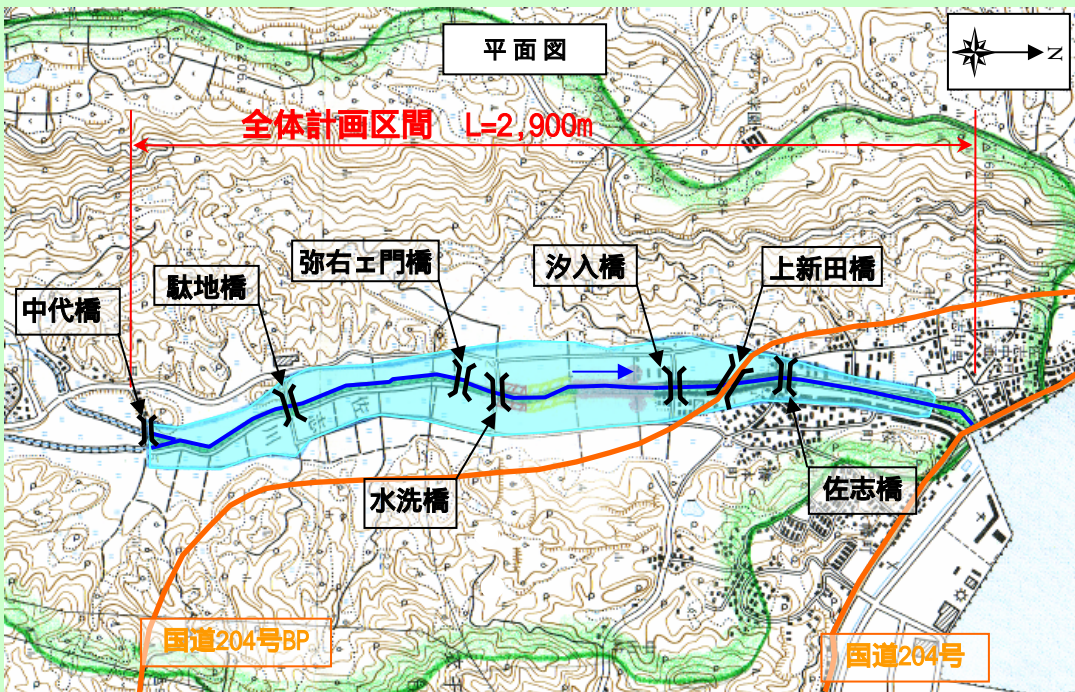 平面図
N
全体計画区間 L=2,900m
弥右ェ門橋
汐入橋
上新田橋
駄地橋
中代橋
水洗橋
佐志橋
国道204号BP
国道204号